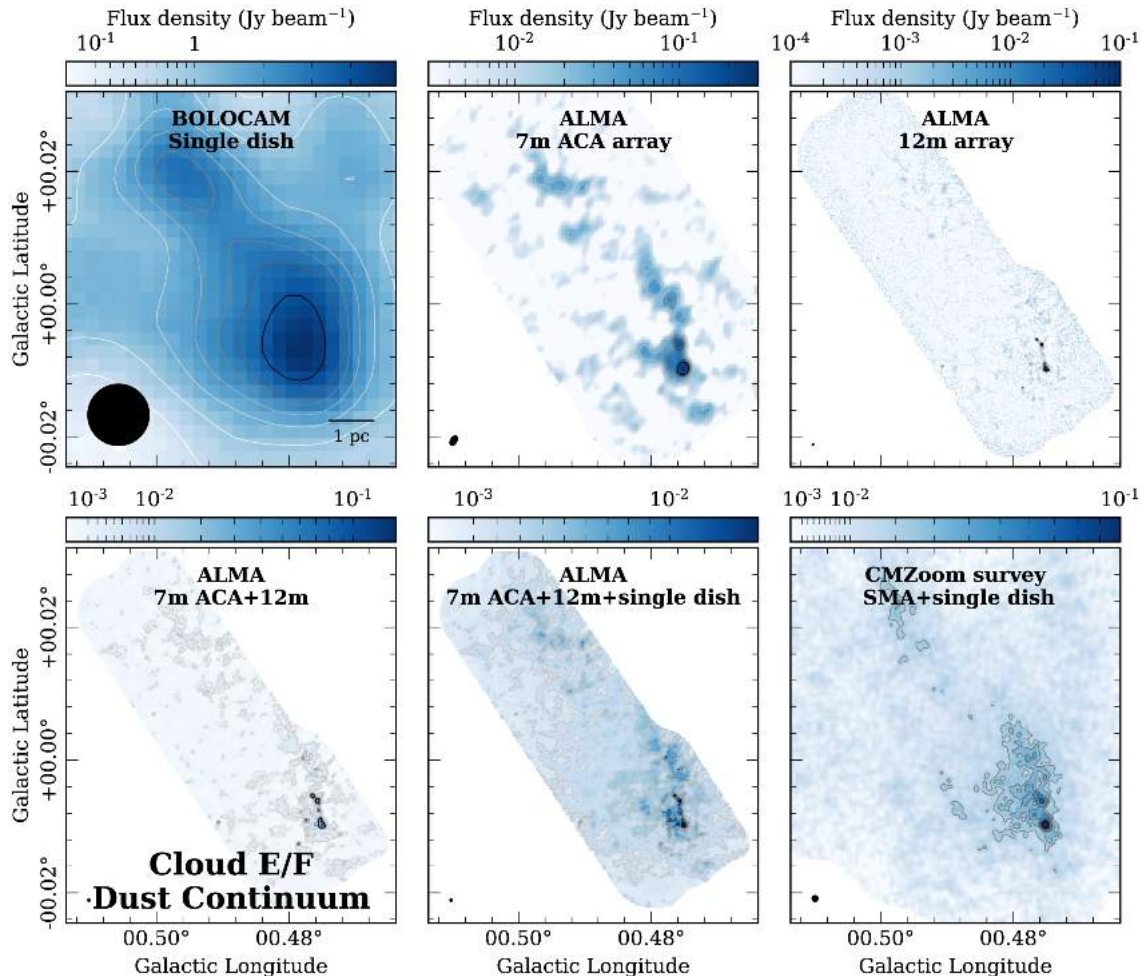 Flux density (Jy beam⁻¹) Flux density (Jy beam⁻¹) Flux density (Jy beam⁻¹)
10⁻¹ 1 10⁻² 10⁻¹ 10⁻⁴ 10⁻³ 10⁻² 10⁻¹
BOLOCAM
Single dish
ALMA
7m ACA array
ALMA
12m array
Galactic Latitude
+00.02°
+00.00°
-00.02°
1 pc
10⁻³ 10⁻² 10⁻¹ 10⁻³ 10⁻² 10⁻³ 10⁻² 10⁻¹
ALMA
7m ACA+12m
ALMA
7m ACA+12m+single dish
CMZoom survey
SMA+single dish
Galactic Latitude
+00.02°
+00.00°
-00.02°
Cloud E/F
Dust Continuum
00.50° 00.48° 00.50° 00.48° 00.50° 00.48°
Galactic Longitude Galactic Longitude Galactic Longitude